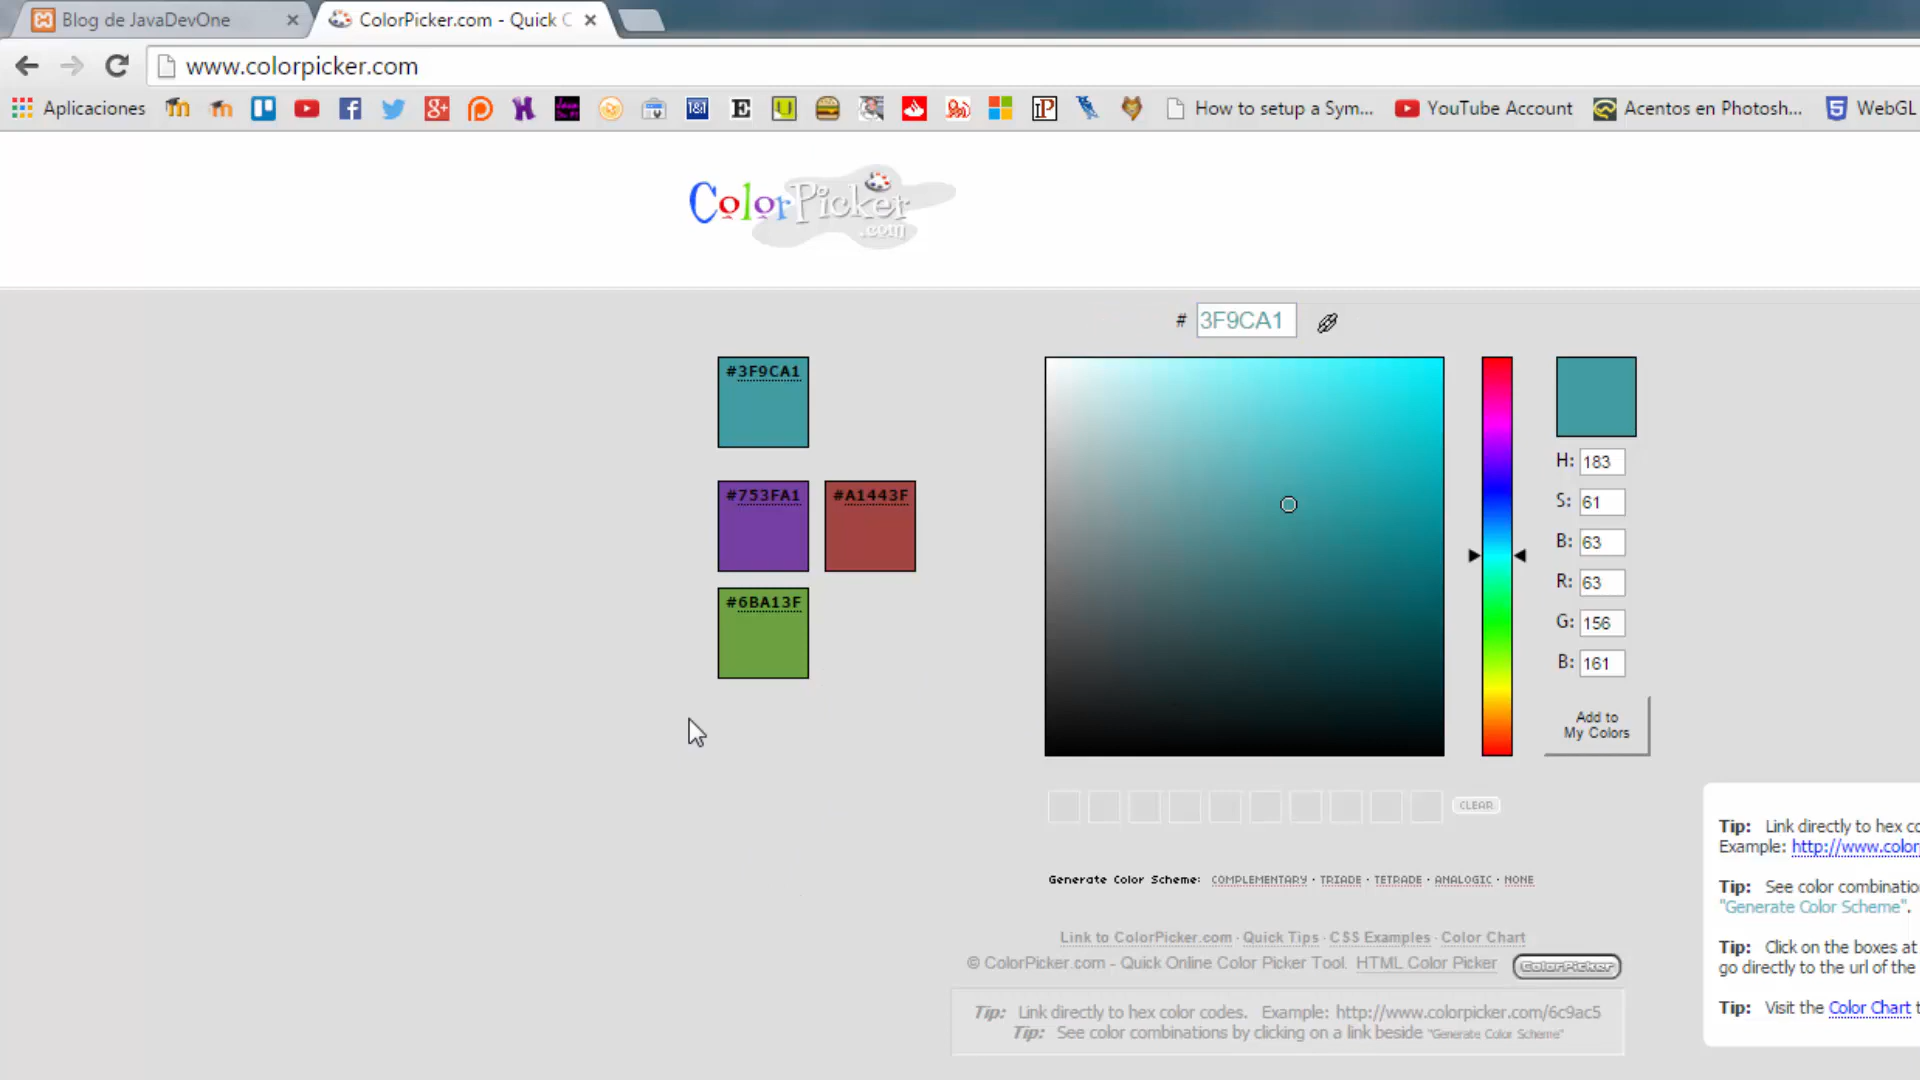 Blog de JavaDevOne
ColorPicker.com - Quick C
www.colorpicker.com
Aplicaciones
How to setup a Sym...
YouTube Account
Acentos en Photosh...
WebGL
ColorPicker
.com
# 3F9CA1
#3F9CA1
#753FA1
#A1443F
#6BA13F
H: 183
S: 61
B: 63
R: 63
G: 156
B: 161
Add to
My Colors
CLEAR
Generate Color Scheme: COMPLEMENTARY · TRIADE · TETRADE · ANALOGIC · NONE
Link to ColorPicker.com · Quick Tips · CSS Examples · Color Chart
© ColorPicker.com - Quick Online Color Picker Tool. HTML Color Picker
ColorPicker
Tip: Link directly to hex color codes. Example: http://www.colorpicker.com/6c9ac5
Tip: See color combinations by clicking on a link beside "Generate Color Scheme"
Tip: Link directly to hex co
Example: http://www.color
Tip: See color combinatio
"Generate Color Scheme".
Tip: Click on the boxes at
go directly to the url of the
Tip: Visit the Color Chart t